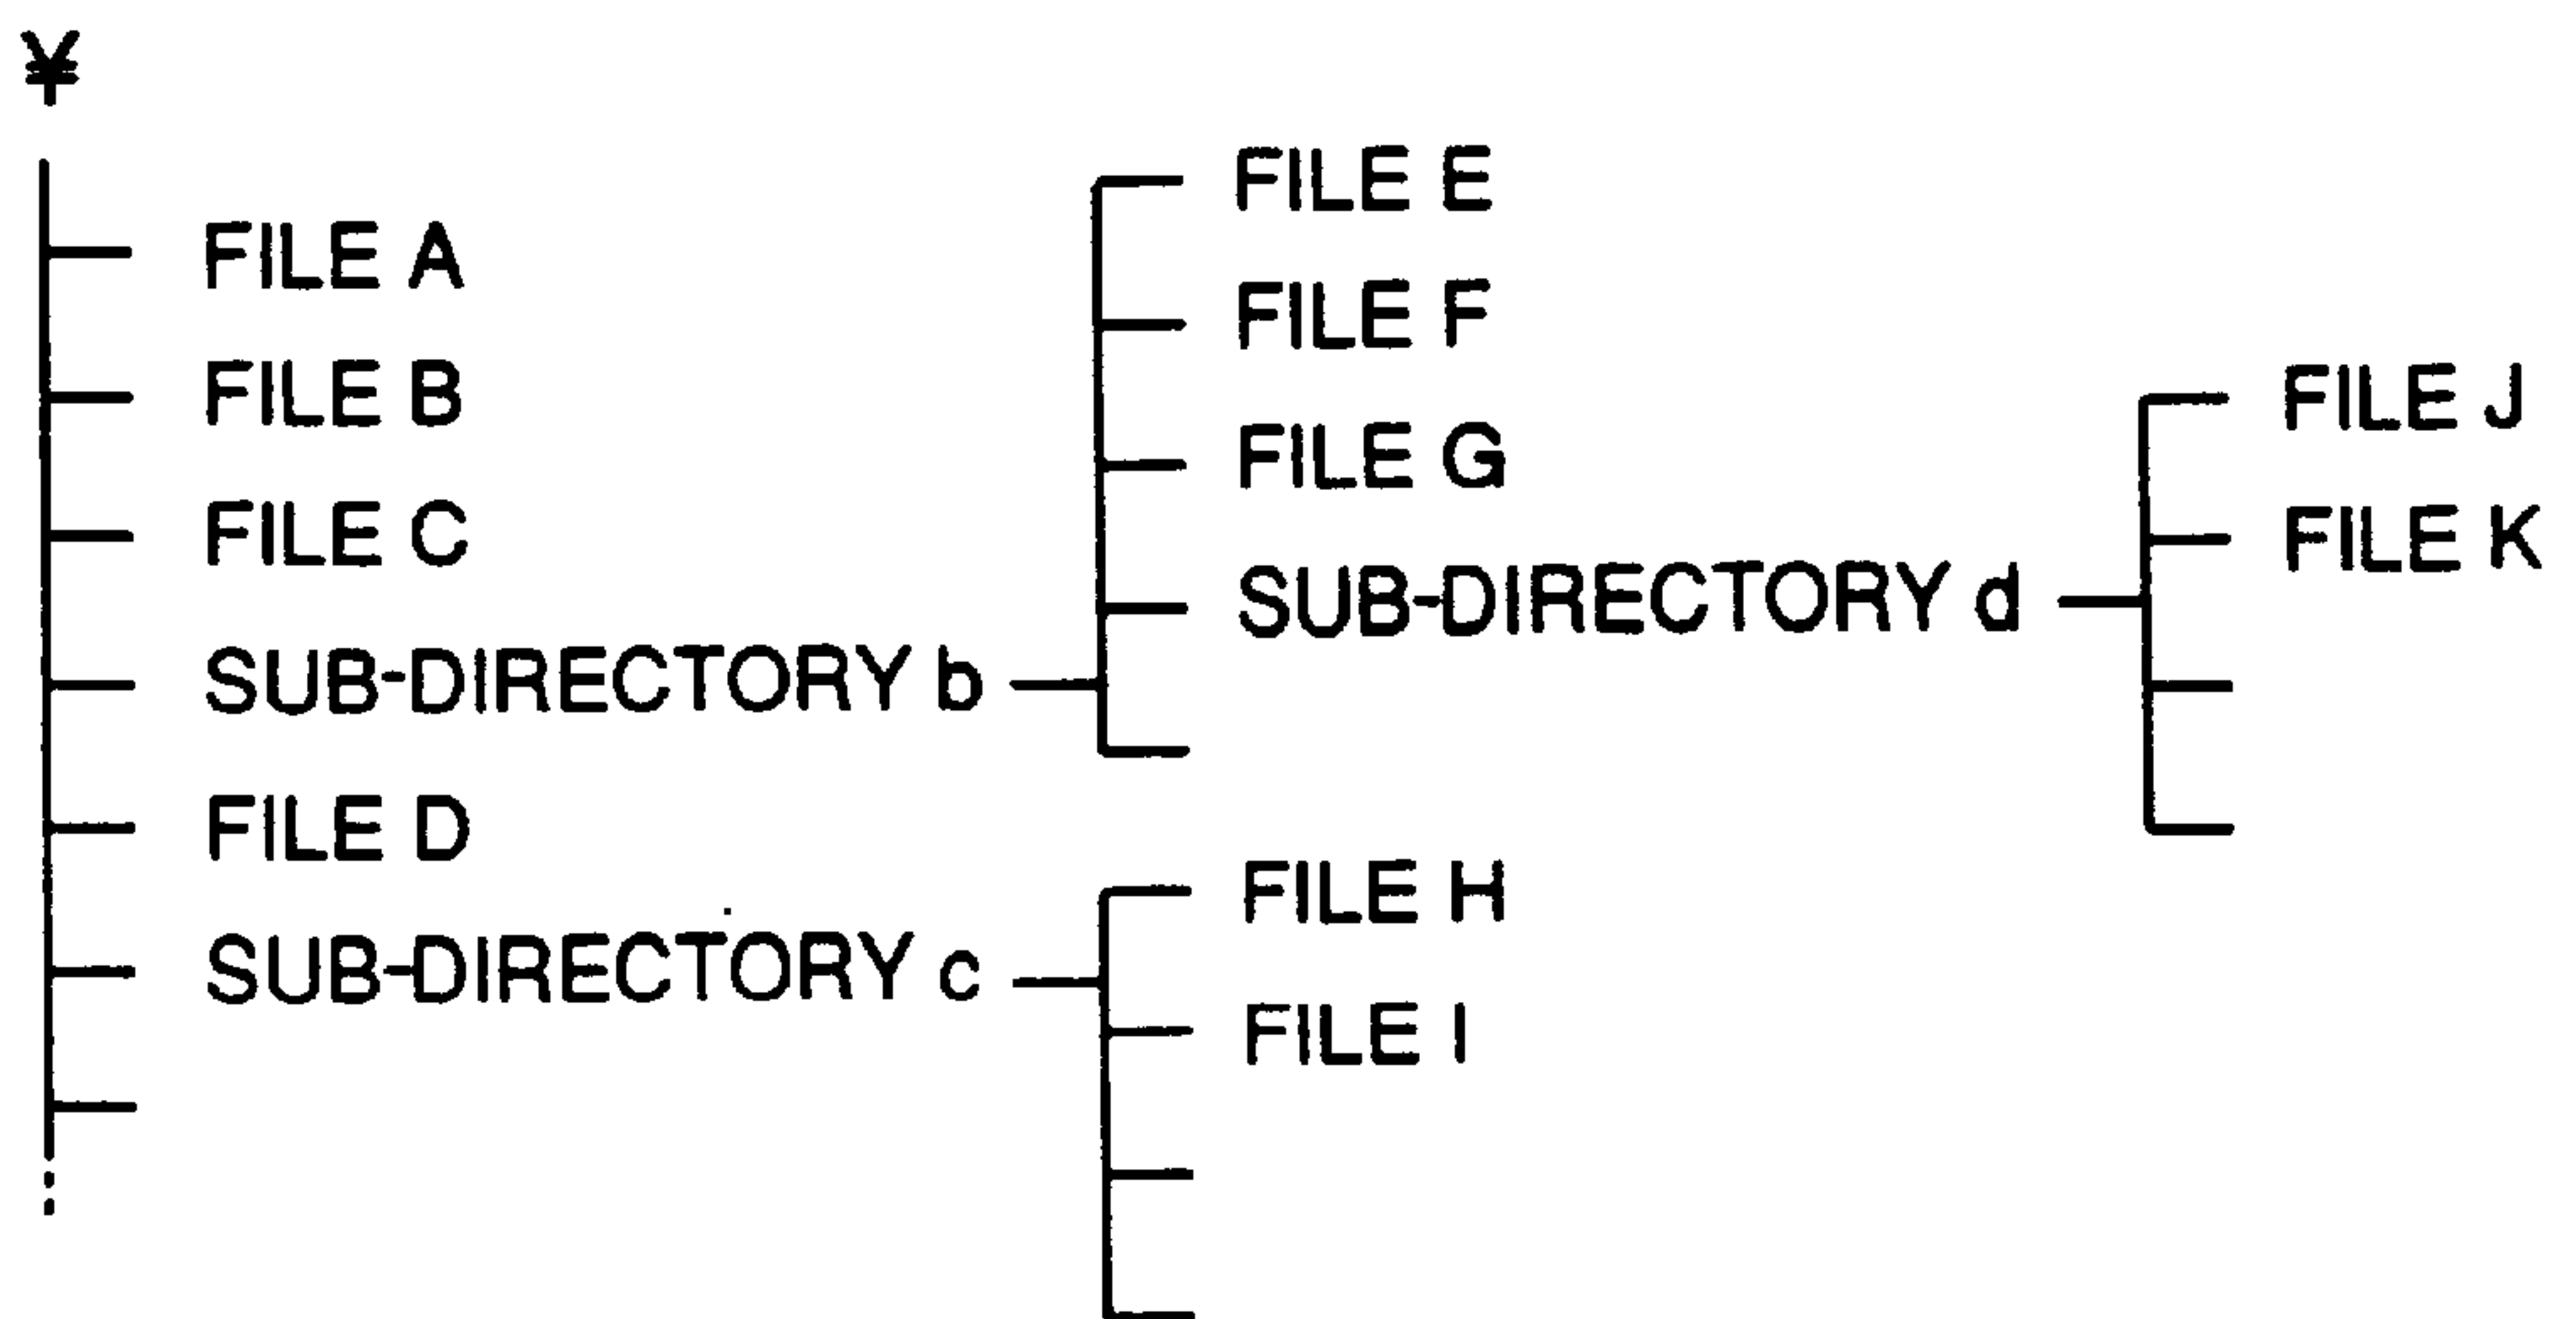 ¥
FILE A
FILE B
FILE C
SUB-DIRECTORY b
FILE D
SUB-DIRECTORY c
FILE E
FILE F
FILE G
SUB-DIRECTORY d
FILE H
FILE I
FILE J
FILE K